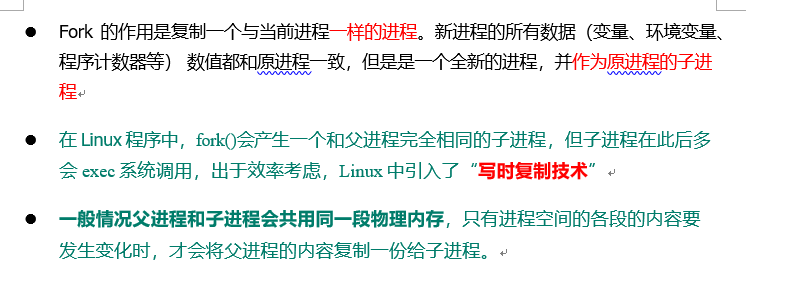 Fork 的作用是复制一个与当前进程一样的进程。新进程的所有数据（变量、环境变量、
程序计数器等） 数值都和原进程一致，但是是一个全新的进程，并作为原进程的子进
程
在 Linux 程序中，fork()会产生一个和父进程完全相同的子进程，但子进程在此后多
会 exec 系统调用，出于效率考虑，Linux 中引入了“写时复制技术”
一般情况父进程和子进程会共用同一段物理内存，只有进程空间的各段的内容要
发生变化时，才会将父进程的内容复制一份给子进程。